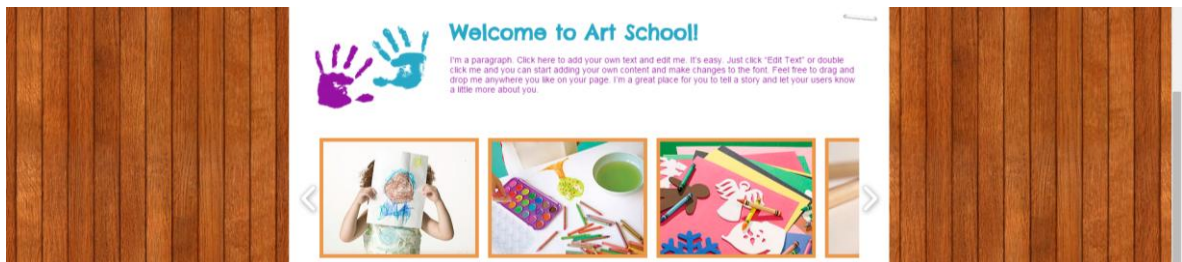 Welcome to Art School!
I'm a paragraph. Click here to add your own text and edit me. It's easy. Just click "Edit Text" or double
click me and you can start adding your own content and make changes to the font. Feel free to drag and
drop me anywhere you like on your page. I'm a great place for you to tell a story and let your users know
a little more about you.